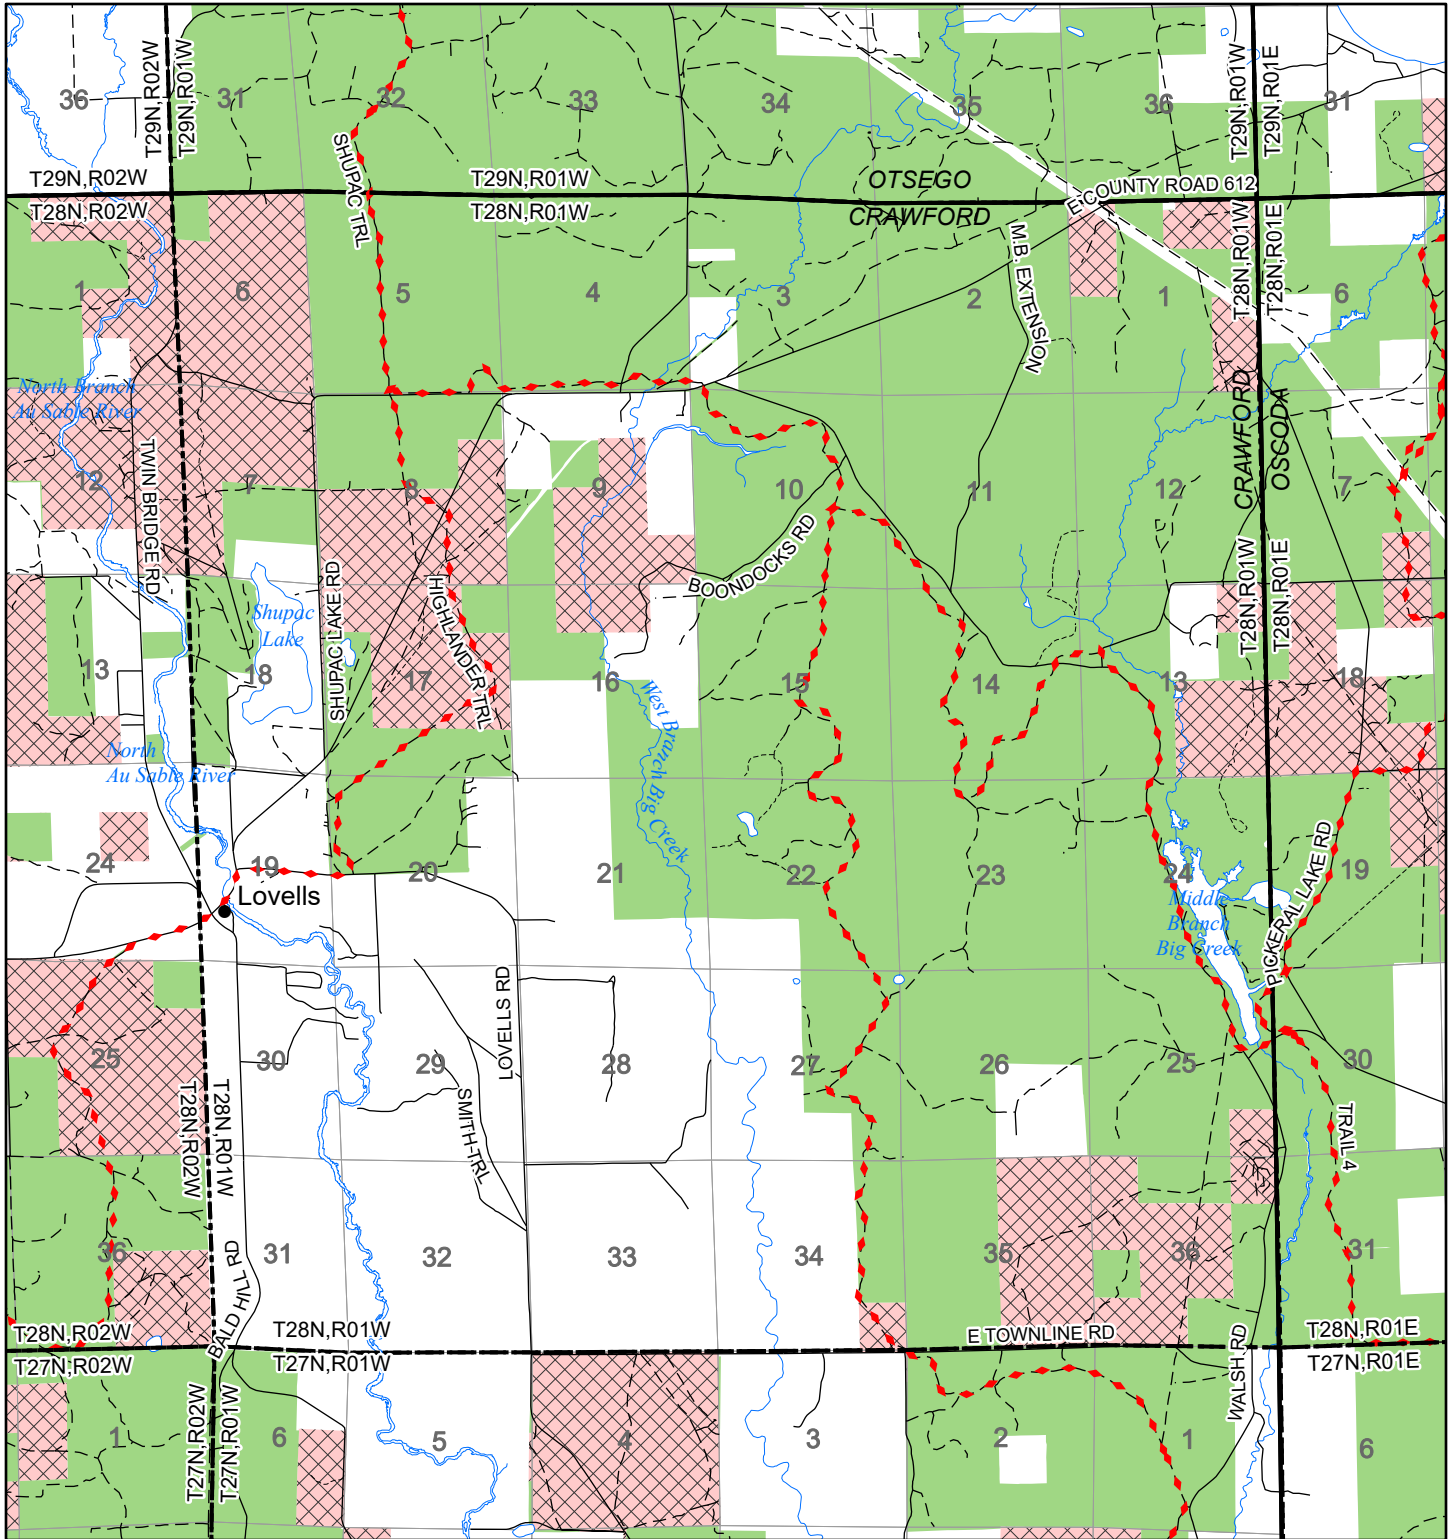 T29N,R02W
T29N,R01W
T29N,R01W
T29N,R01E
36
31
32
33
34
35
36
31
SHUPAC TRL
T29N,R02W
T29N,R01W
OTSEGO
E COUNTY ROAD 612
T28N,R02W
T28N,R01W
CRAWFORD
M.B. EXTENSION
T28N,R01W
T28N,R01E
1
6
5
4
3
2
1
6
North Branch
Au Sable River
CRAWFORD
OSCODA
TWIN BRIDGE RD
12
7
8
9
10
11
12
7
BOONDOCKS RD
T28N,R01W
T28N,R01E
Shupac
Lake
SHUPAC LAKE RD
HIGHLANDER TRL
13
18
17
16
15
14
13
18
West Branch Big Creek
North
Au Sable River
24
19
20
21
22
23
24
19
PICKERAL LAKE RD
Lovells
Middle
Branch
Big Creek
LOVELLS RD
25
30
29
28
27
26
25
30
T28N,R02W
T28N,R01W
SMITH TRL
TRAIL 4
36
31
32
33
34
35
36
31
BALD HILL RD
T28N,R02W
T28N,R01W
E TOWNLINE RD
T28N,R01E
T27N,R02W
T27N,R01W
T27N,R01E
WALSH RD
T27N,R02W
T27N,R01W
1
6
5
4
3
2
1
6